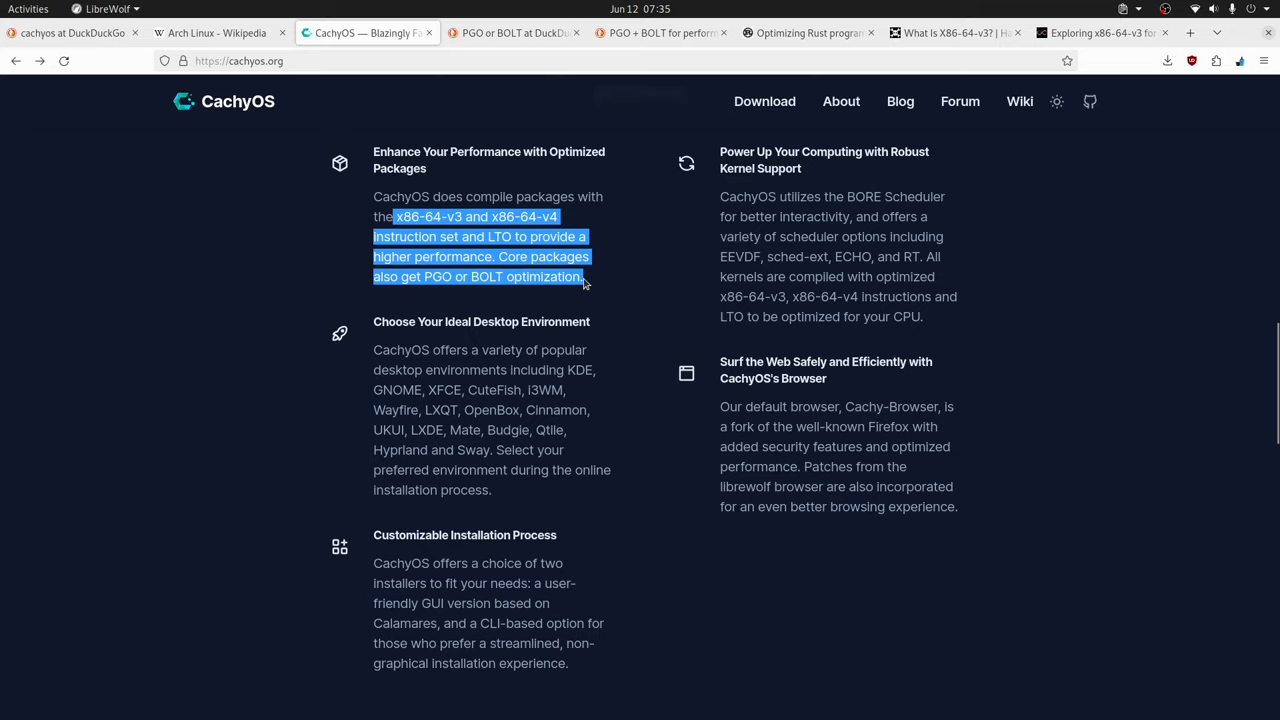 Activities
LibreWolf
Jun 12 07:35
cachyos at DuckDuckGo
Arch Linux - Wikipedia
CachyOS — Blazingly Fa
PGO or BOLT at DuckDu
PGO + BOLT for perform
Optimizing Rust program
What Is X86-64-v3? | Ha
Exploring x86-64-v3 for
https://cachyos.org
CachyOS
Download
About
Blog
Forum
Wiki
Enhance Your Performance with Optimized
Packages
CachyOS does compile packages with
the x86-64-v3 and x86-64-v4
instruction set and LTO to provide a
higher performance. Core packages
also get PGO or BOLT optimization.
Choose Your Ideal Desktop Environment
CachyOS offers a variety of popular
desktop environments including KDE,
GNOME, XFCE, CuteFish, i3WM,
Wayfire, LXQT, OpenBox, Cinnamon,
UKUI, LXDE, Mate, Budgie, Qtile,
Hyprland and Sway. Select your
preferred environment during the online
installation process.
Customizable Installation Process
CachyOS offers a choice of two
installers to fit your needs: a user-
friendly GUI version based on
Calamares, and a CLI-based option for
those who prefer a streamlined, non-
graphical installation experience.
Power Up Your Computing with Robust
Kernel Support
CachyOS utilizes the BORE Scheduler
for better interactivity, and offers a
variety of scheduler options including
EEVDF, sched-ext, ECHO, and RT. All
kernels are compiled with optimized
x86-64-v3, x86-64-v4 instructions and
LTO to be optimized for your CPU.
Surf the Web Safely and Efficiently with
CachyOS's Browser
Our default browser, Cachy-Browser, is
a fork of the well-known Firefox with
added security features and optimized
performance. Patches from the
librewolf browser are also incorporated
for an even better browsing experience.